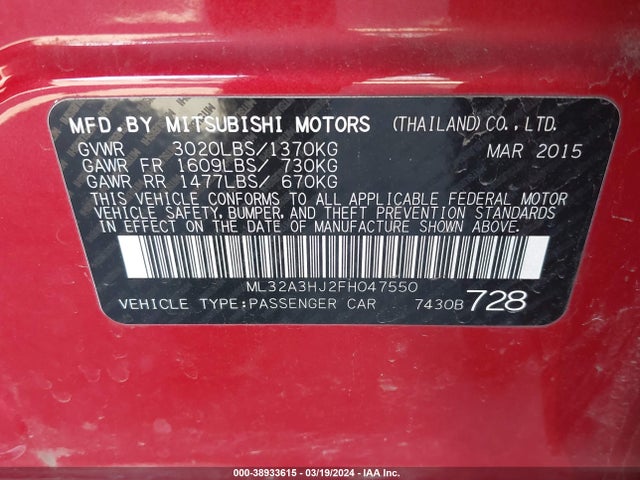 MFD.BY MITSUBISHI MOTORS (THAILAND)CO.,LTD.
GVWR 3020LBS/1370KG MAR 2015
GAWR FR 1609LBS/ 730KG
GAWR RR 1477LBS/ 670KG
THIS VEHICLE CONFORMS TO ALL APPLICABLE FEDERAL MOTOR
VEHICLE SAFETY, BUMPER, AND THEFT PREVENTION STANDARDS
IN EFFECT ON THE DATE OF MANUFACTURE SHOWN ABOVE.
ML32A3HJ2FH047550
VEHICLE TYPE:PASSENGER CAR 7430B 728
000-38933615 - 03/19/2024 - IAA Inc.